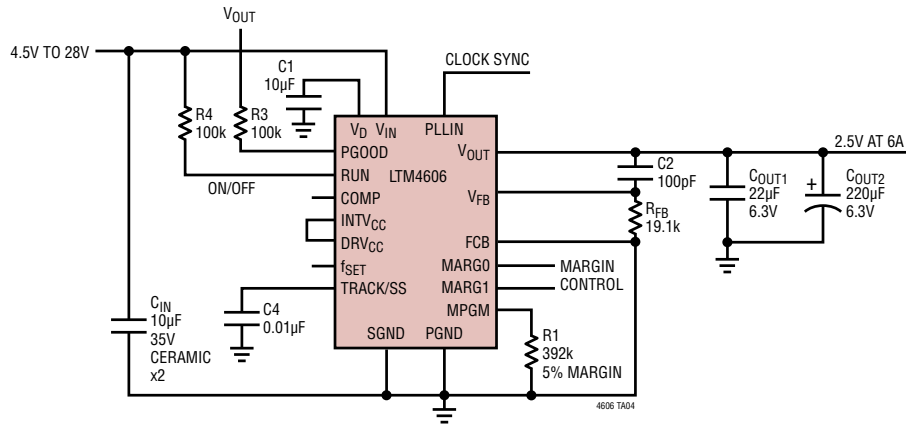 VOUT
4.5V TO 28V
CLOCK SYNC
C1
10µF
R4
100k
R3
100k
VD
VIN
PLLIN
PGOOD
RUN
COMP
INTVCC
DRVCC
fSET
TRACK/SS
LTM4606
VOUT
VFB
FCB
MARG0
MARG1
MPGM
SGND
PGND
ON/OFF
2.5V AT 6A
C2
100pF
RFB
19.1k
COUT1
22µF
6.3V
+
COUT2
220µF
6.3V
MARGIN
CONTROL
CIN
10µF
35V
CERAMIC
x2
C4
0.01µF
R1
392k
5% MARGIN
4606 TA04